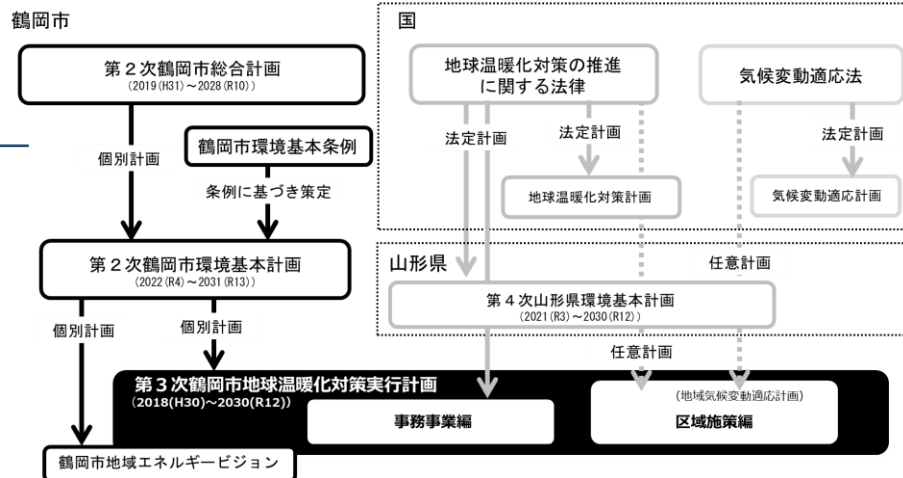 鶴岡市
第２次鶴岡市総合計画
(2019(H31)～2028(R10))
個別計画
鶴岡市環境基本条例
条例に基づき策定
第２次鶴岡市環境基本計画
(2022(R4)～2031(R13))
個別計画
個別計画
国
地球温暖化対策の推進
に関する法律
気候変動適応法
法定計画
法定計画
法定計画
地球温暖化対策計画
気候変動適応計画
山形県
任意計画
第４次山形県環境基本計画
(2021(R3)～2030(R12))
任意計画
第３次鶴岡市地球温暖化対策実行計画
(2018(H30)～2030(R12))
事務事業編
(地域気候変動適応計画)
区域施策編
鶴岡市地域エネルギービジョン